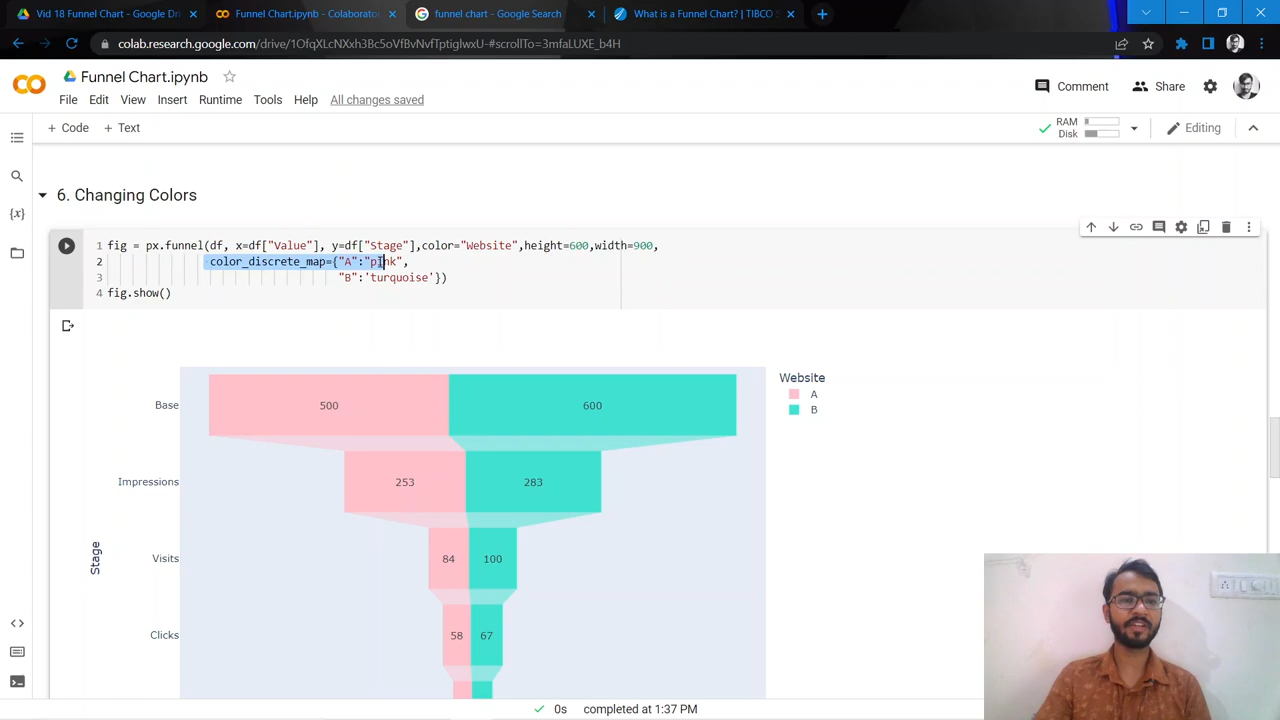 Vid 18 Funnel Chart - Google Dri
Funnel Chart.ipynb - Colaborator
funnel chart - Google Search
What is a Funnel Chart? | TIBCO S
colab.research.google.com/drive/1OfqXLcNXxh3Bc5oVfBvNvfTptigIwxU-#scrollTo=3mfaLUXE_b4H
Funnel Chart.ipynb
Comment
Share
File Edit View Insert Runtime Tools Help All changes saved
+ Code + Text
RAM
Disk
Editing
6. Changing Colors
1 fig = px.funnel(df, x=df["Value"], y=df["Stage"],color="Website",height=600,width=900,
2 color_discrete_map={"A":"pink",
3 "B":'turquoise'})
4 fig.show()
Website
A
B
Base 500 600
Impressions 253 283
Visits 84 100
Clicks 58 67
Stage
0s completed at 1:37 PM